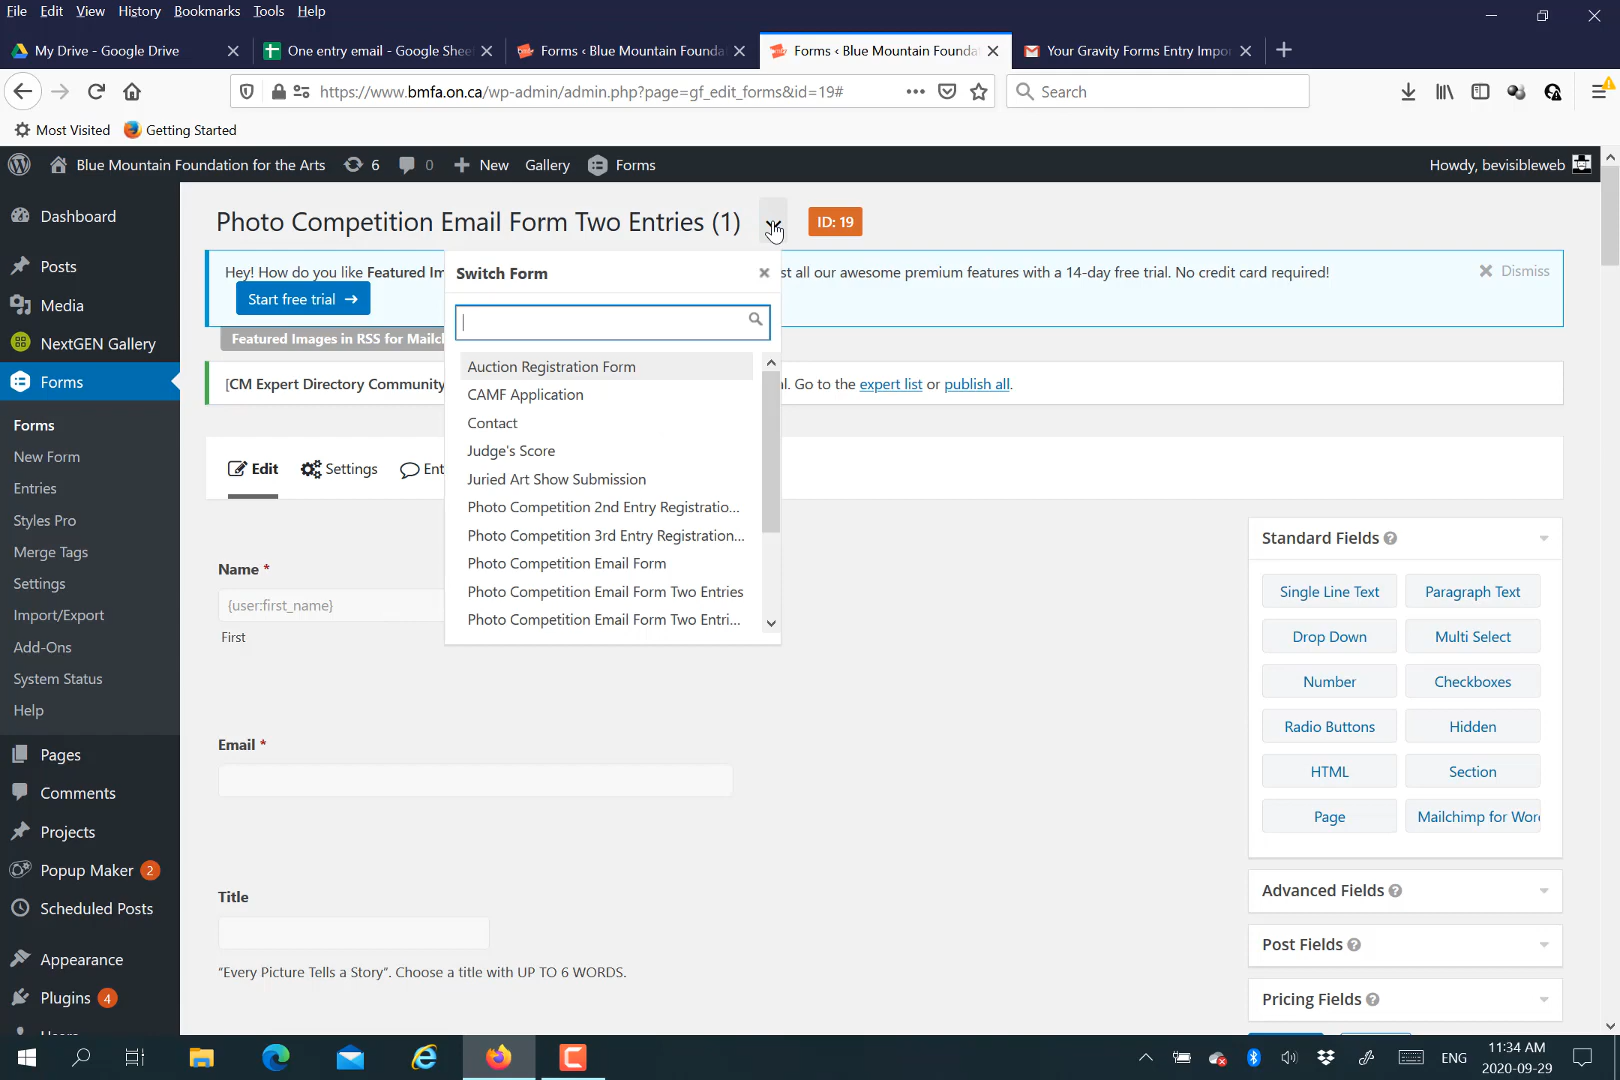 File Edit View History Bookmarks Tools Help
My Drive - Google Drive
One entry email - Google Shee
Forms ‹ Blue Mountain Founda
Forms ‹ Blue Mountain Founda
Your Gravity Forms Entry Impor
https://www.bmfa.on.ca/wp-admin/admin.php?page=gf_edit_forms&id=19#
Search
Most Visited Getting Started
Blue Mountain Foundation for the Arts 6 0 New Gallery Forms
Howdy, bevisibleweb
Dashboard
Posts
Media
NextGEN Gallery
Forms
Forms
New Form
Entries
Styles Pro
Merge Tags
Settings
Import/Export
Add-Ons
System Status
Help
Pages
Comments
Projects
Popup Maker 2
Scheduled Posts
Appearance
Plugins 4
Photo Competition Email Form Two Entries (1) ID: 19
Hey! How do you like Featured Im
st all our awesome premium features with a 14-day free trial. No credit card required!
Dismiss
Start free trial →
Featured Images in RSS for Mailch
[CM Expert Directory Community
l. Go to the expert list or publish all.
Edit Settings Ent
Switch Form
Auction Registration Form
CAMF Application
Contact
Judge's Score
Juried Art Show Submission
Photo Competition 2nd Entry Registratio...
Photo Competition 3rd Entry Registration...
Photo Competition Email Form
Photo Competition Email Form Two Entries
Photo Competition Email Form Two Entri...
Name *
{user:first_name}
First
Email *
Title
“Every Picture Tells a Story”. Choose a title with UP TO 6 WORDS.
Standard Fields
Single Line Text Paragraph Text
Drop Down Multi Select
Number Checkboxes
Radio Buttons Hidden
HTML Section
Page Mailchimp for Wor
Advanced Fields
Post Fields
Pricing Fields
ENG
11:34 AM
2020-09-29